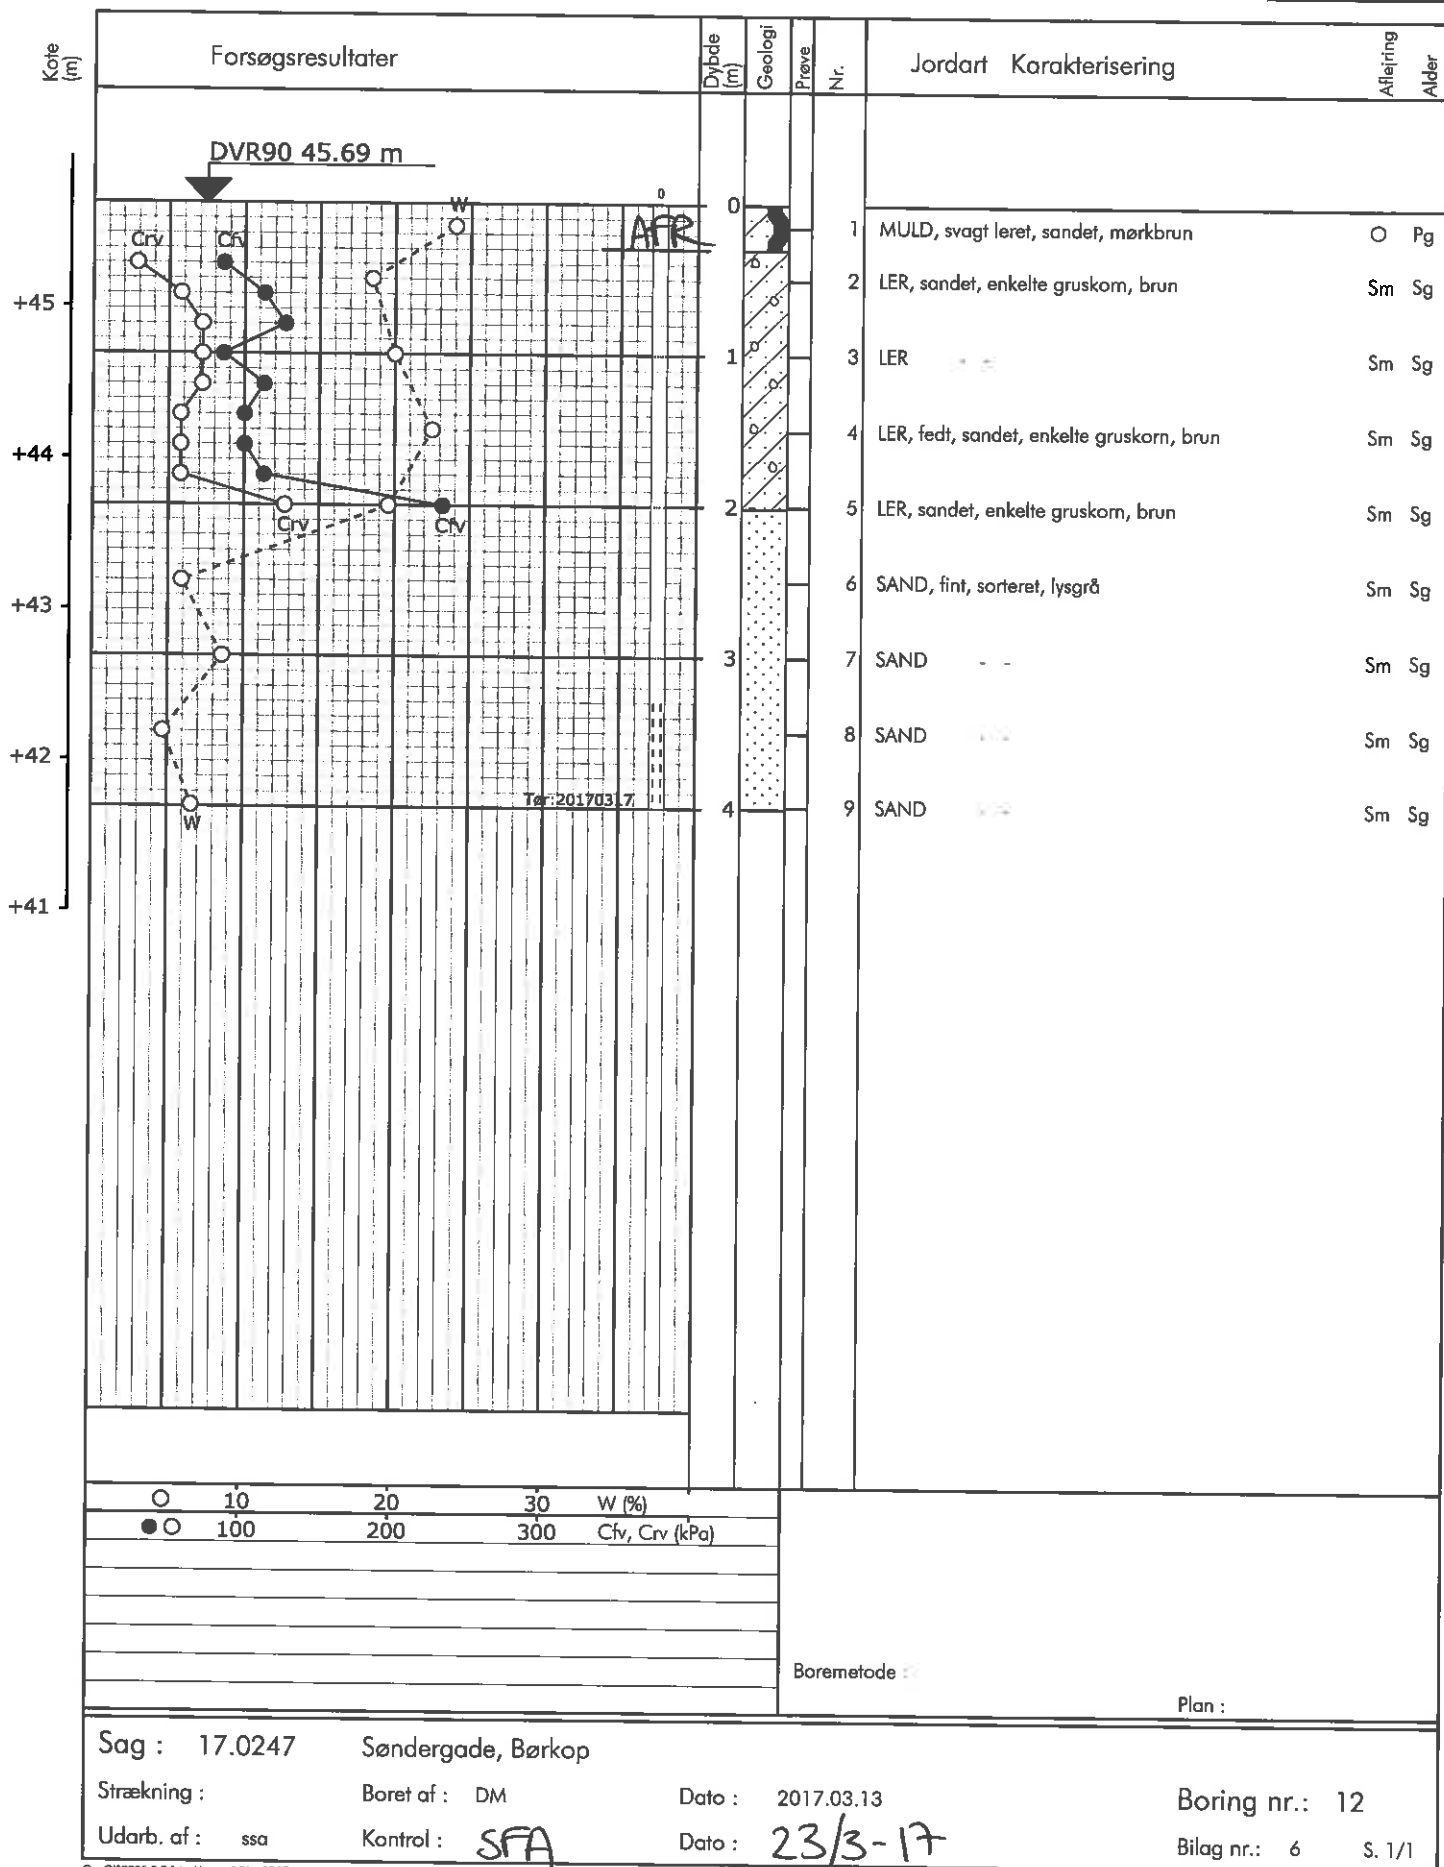 Kote (m) Forsøgsresultater Dybde (m) Geologi Prøve Nr. Jordart Karakterisering Aflejring Alder
DVR90 45.69 m
W 0 0
AFR
Crv Cfv
1 MULD, svagt leret, sandet, mørkbrun O Pg
2 LER, sandet, enkelte gruskorn, brun Sm Sg
+45
1 3 LER Sm Sg
4 LER, fedt, sandet, enkelte gruskorn, brun Sm Sg
+44
2 5 LER, sandet, enkelte gruskorn, brun Sm Sg
Crv Cfv
6 SAND, fint, sorteret, lysgrå Sm Sg
+43
3 7 SAND - - Sm Sg
8 SAND Sm Sg
+42
Tør:20170317 4 9 SAND Sm Sg
W
+41
10 20 30 W (%)
100 200 300 Cfv, Crv (kPa)
Boremetode :
Plan :
Sag : 17.0247 Søndergade, Børkop
Strækning : Boret af : DM Dato : 2017.03.13 Boring nr.: 12
Udarb. af : ssa Kontrol : SFA Dato : 23/3-17 Bilag nr.: 6 S. 1/1